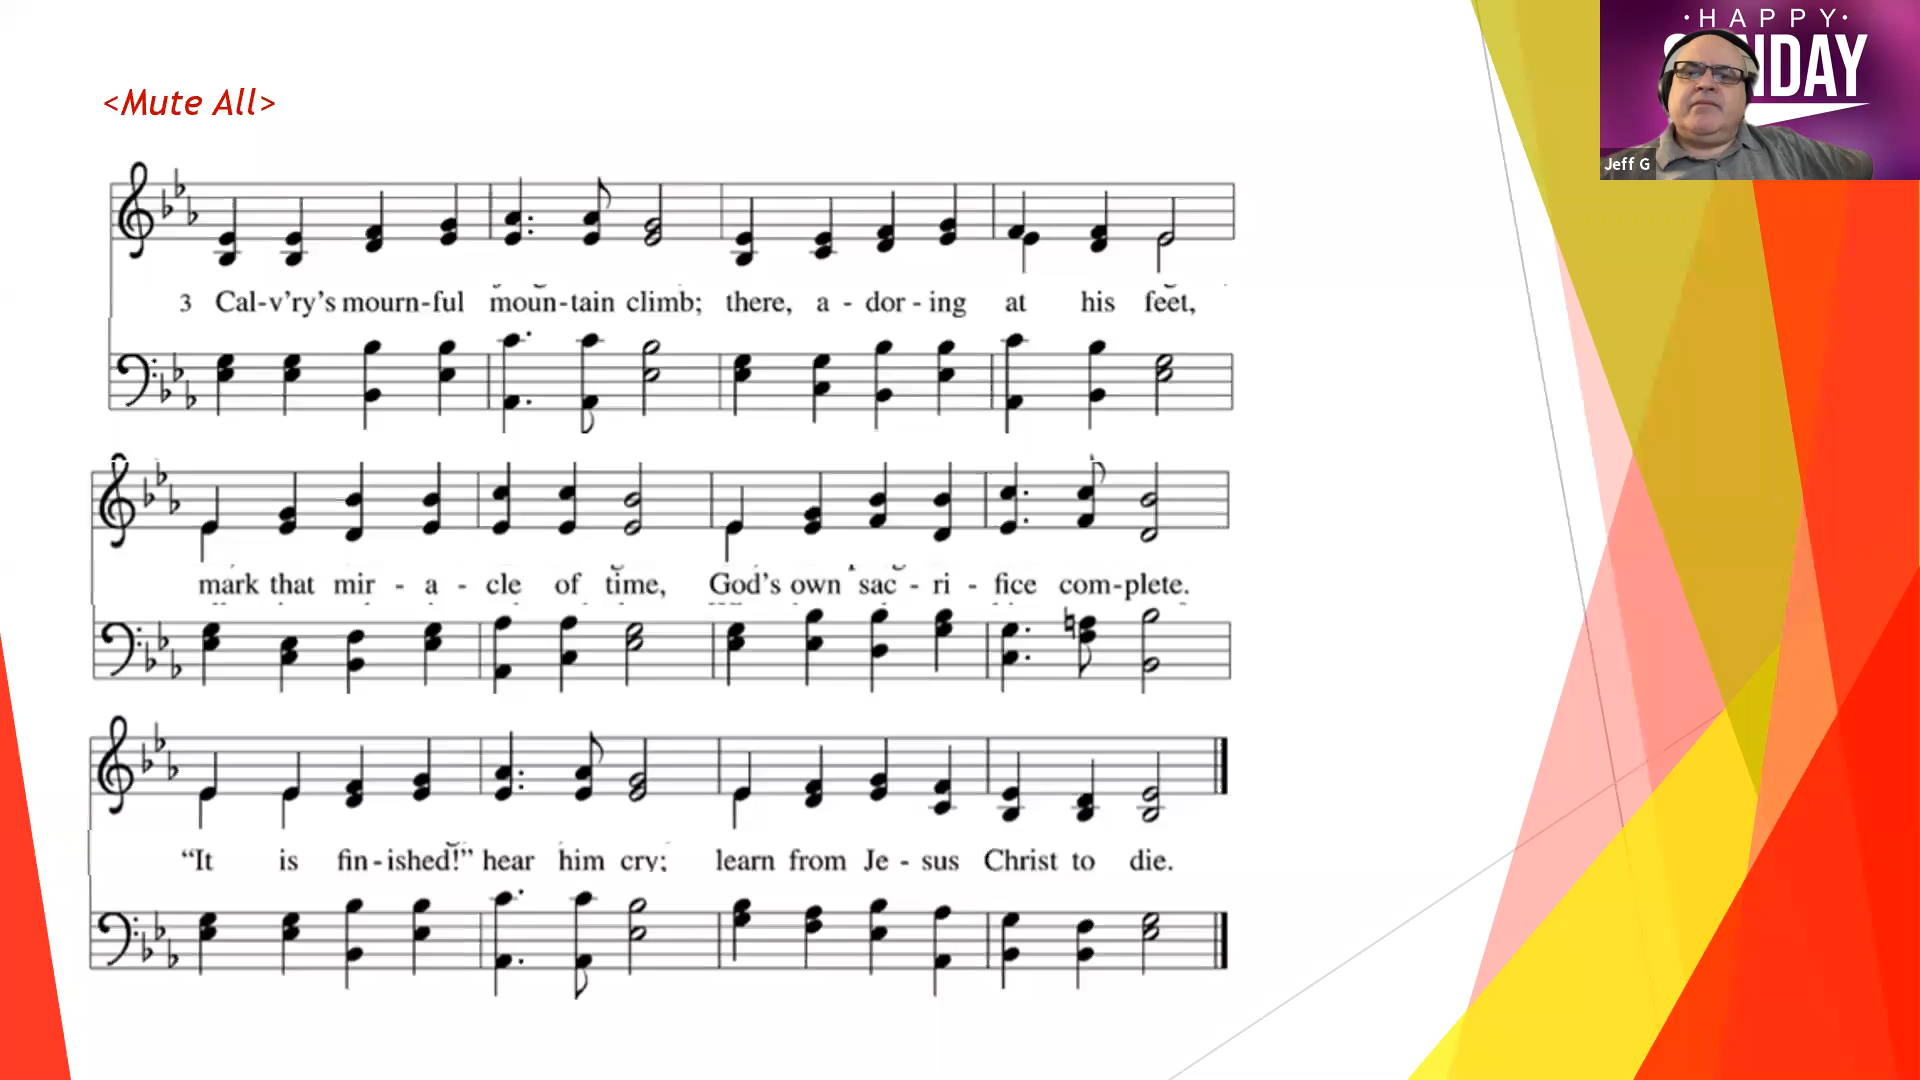 ·HAPPY·
<Mute All>
Jeff G
3 Cal-v’ry’s mourn-ful moun-tain climb; there, a - dor - ing at his feet,
mark that mir - a - cle of time, God’s own sac - ri - fice com-plete.
“It is fin-ished!” hear him cry; learn from Je - sus Christ to die.